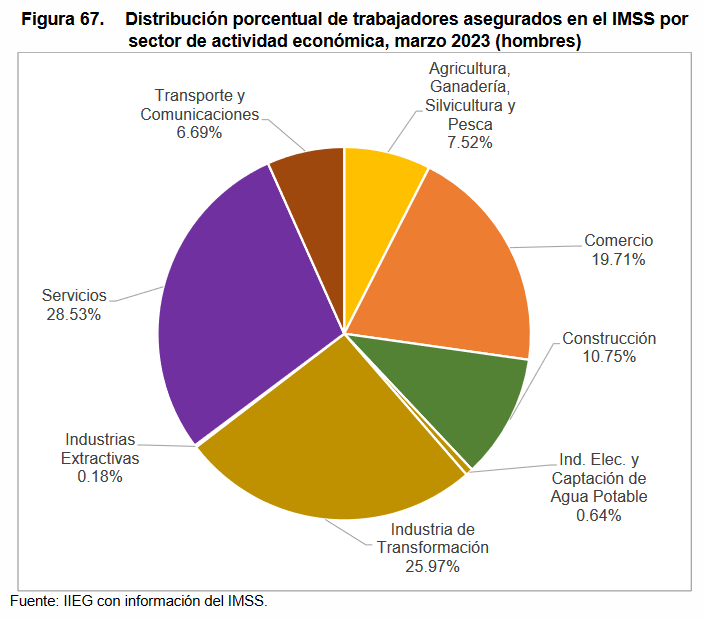 Figura 67. Distribución porcentual de trabajadores asegurados en el IMSS por
sector de actividad económica, marzo 2023 (hombres)
Agricultura,
Ganadería,
Silvicultura y
Pesca
7.52%
Comercio
19.71%
Construcción
10.75%
Ind. Elec. y
Captación de
Agua Potable
0.64%
Industria de
Transformación
25.97%
Industrias
Extractivas
0.18%
Servicios
28.53%
Transporte y
Comunicaciones
6.69%
Fuente: IIEG con información del IMSS.